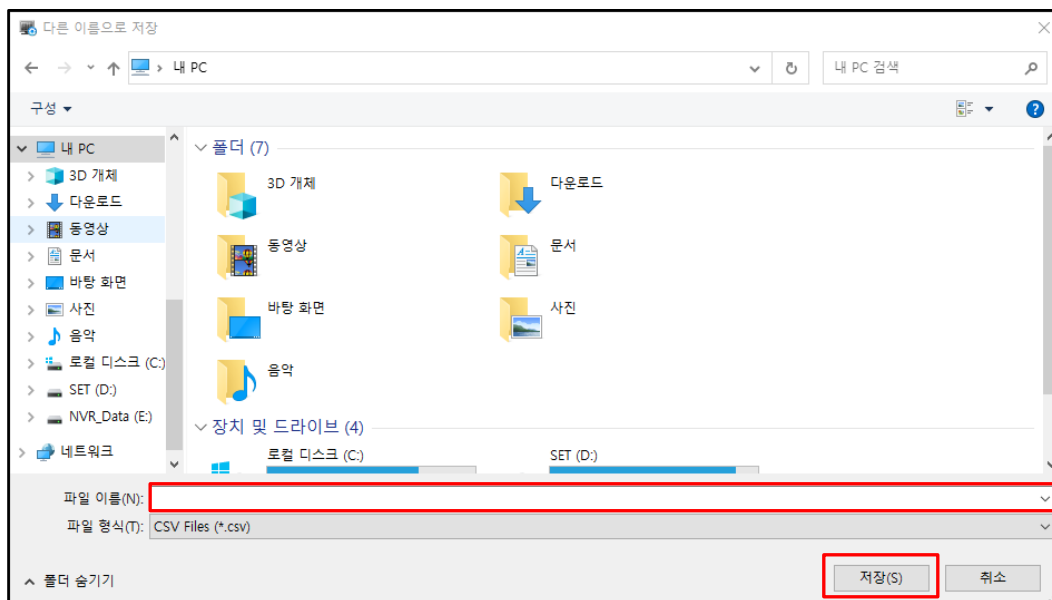 다른 이름으로 저장
내 PC
내 PC 검색
구성
내 PC
3D 개체
다운로드
동영상
문서
바탕 화면
사진
음악
로컬 디스크 (C:)
SET (D:)
NVR_Data (E:)
네트워크
폴더 (7)
3D 개체
다운로드
동영상
문서
바탕 화면
사진
음악
장치 및 드라이브 (4)
로컬 디스크 (C:)
SET (D:)
파일 이름(N):
파일 형식(T): CSV Files (*.csv)
폴더 숨기기
저장(S)
취소